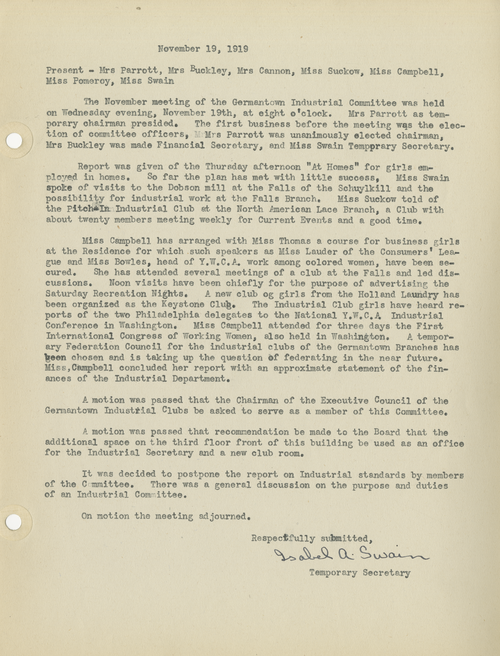 November 19, 1919
Present - Mrs Parrott, Mrs Buckley, Mrs Cannon, Miss Suckow, Miss Campbell,
Miss Pomeroy, Miss Swain
The November meeting of the Germantown Industrial Committee was held
on Wednesday evening, November 19th, at eight o'clock. Mrs Parrott as tem-
porary chairman presided. The first business before the meeting was the elec-
tion of committee officers, Mrs Parrott was unanimously elected chairman,
Mrs Buckley was made Financial Secretary, and Miss Swain Temporary Secretary.
Report was given of the Thursday afternoon "At Homes" for girls em-
ployed in homes. So far the plan has met with little success. Miss Swain
spoke of visits to the Dobson mill at the Falls of the Schuylkill and the
possibility for industrial work at the Falls Branch. Miss Suckow told of
the Pitch-In Industrial Club at the North American Lace Branch, a Club with
about twenty members meeting weekly for Current Events and a good time.
Miss Campbell has arranged with Miss Thomas a course for business girls
at the Residence for which such speakers as Miss Lauder of the Consumers' Lea-
gue and Miss Bowles, head of Y.W.C.A. work among colored women, have been se-
cured. She has attended several meetings of a club at the Falls and led dis-
cussions. Noon visits have been chiefly for the purpose of advertising the
Saturday Recreation Nights. A new club og girls from the Holland Laundry has
been organized as the Keystone Club. The Industrial Club girls have heard re-
ports of the two Philadelphia delegates to the National Y.W.C.A Industrial
Conference in Washington. Miss Campbell attended for three days the First
International Congress of Working Women, also held in Washington. A tempor-
ary Federation Council for the industrial clubs of the Germantown Branches has
been chosen and is taking up the question of federating in the near future.
Miss Campbell concluded her report with an approximate statement of the fin-
ances of the Industrial Department.
A motion was passed that the Chairman of the Executive Council of the
Germantown Industrial Clubs be asked to serve as a member of this Committee.
A motion was passed that recommendation be made to the Board that the
additional space on the third floor front of this building be used as an office
for the Industrial Secretary and a new club room.
It was decided to postpone the report on Industrial standards by members
of the Committee. There was a general discussion on the purpose and duties
of an Industrial Committee.
On motion the meeting adjourned.
Respectfully submitted,
Isabel A. Swain
Temporary Secretary